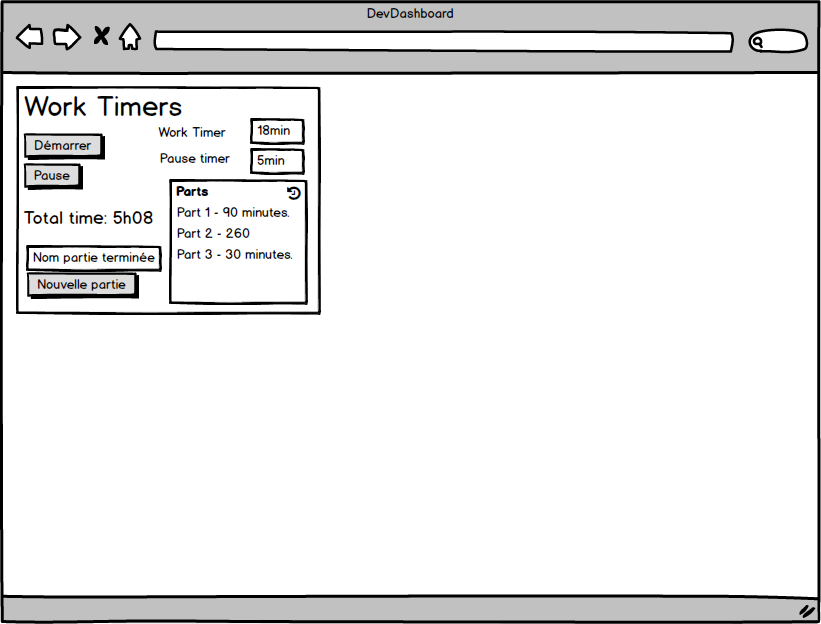 DevDashboard
Work Timers
Work Timer
18min
Démarrer
Pause timer
5min
Pause
Parts
Part 1 - 90 minutes.
Total time: 5h08
Part 2 - 260
Part 3 - 30 minutes.
Nom partie terminée
Nouvelle partie